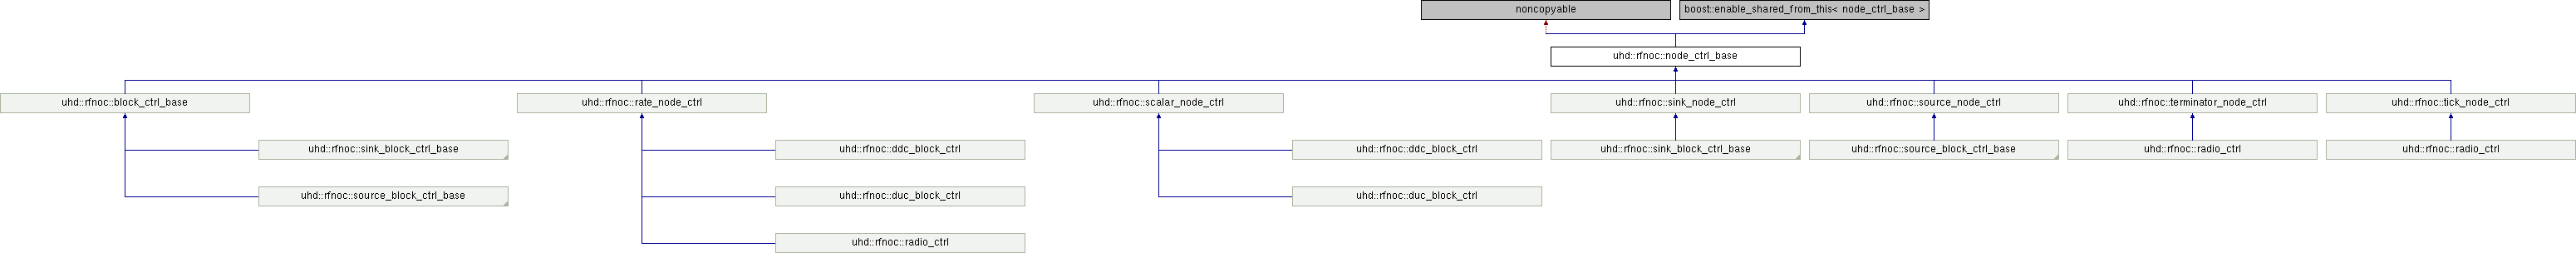 noncopyable
boost::enable_shared_from_this< node_ctrl_base >
uhd::rfnoc::node_ctrl_base
uhd::rfnoc::block_ctrl_base
uhd::rfnoc::rate_node_ctrl
uhd::rfnoc::scalar_node_ctrl
uhd::rfnoc::sink_node_ctrl
uhd::rfnoc::source_node_ctrl
uhd::rfnoc::terminator_node_ctrl
uhd::rfnoc::tick_node_ctrl
uhd::rfnoc::sink_block_ctrl_base
uhd::rfnoc::ddc_block_ctrl
uhd::rfnoc::ddc_block_ctrl
uhd::rfnoc::sink_block_ctrl_base
uhd::rfnoc::source_block_ctrl_base
uhd::rfnoc::radio_ctrl
uhd::rfnoc::radio_ctrl
uhd::rfnoc::source_block_ctrl_base
uhd::rfnoc::duc_block_ctrl
uhd::rfnoc::duc_block_ctrl
uhd::rfnoc::radio_ctrl